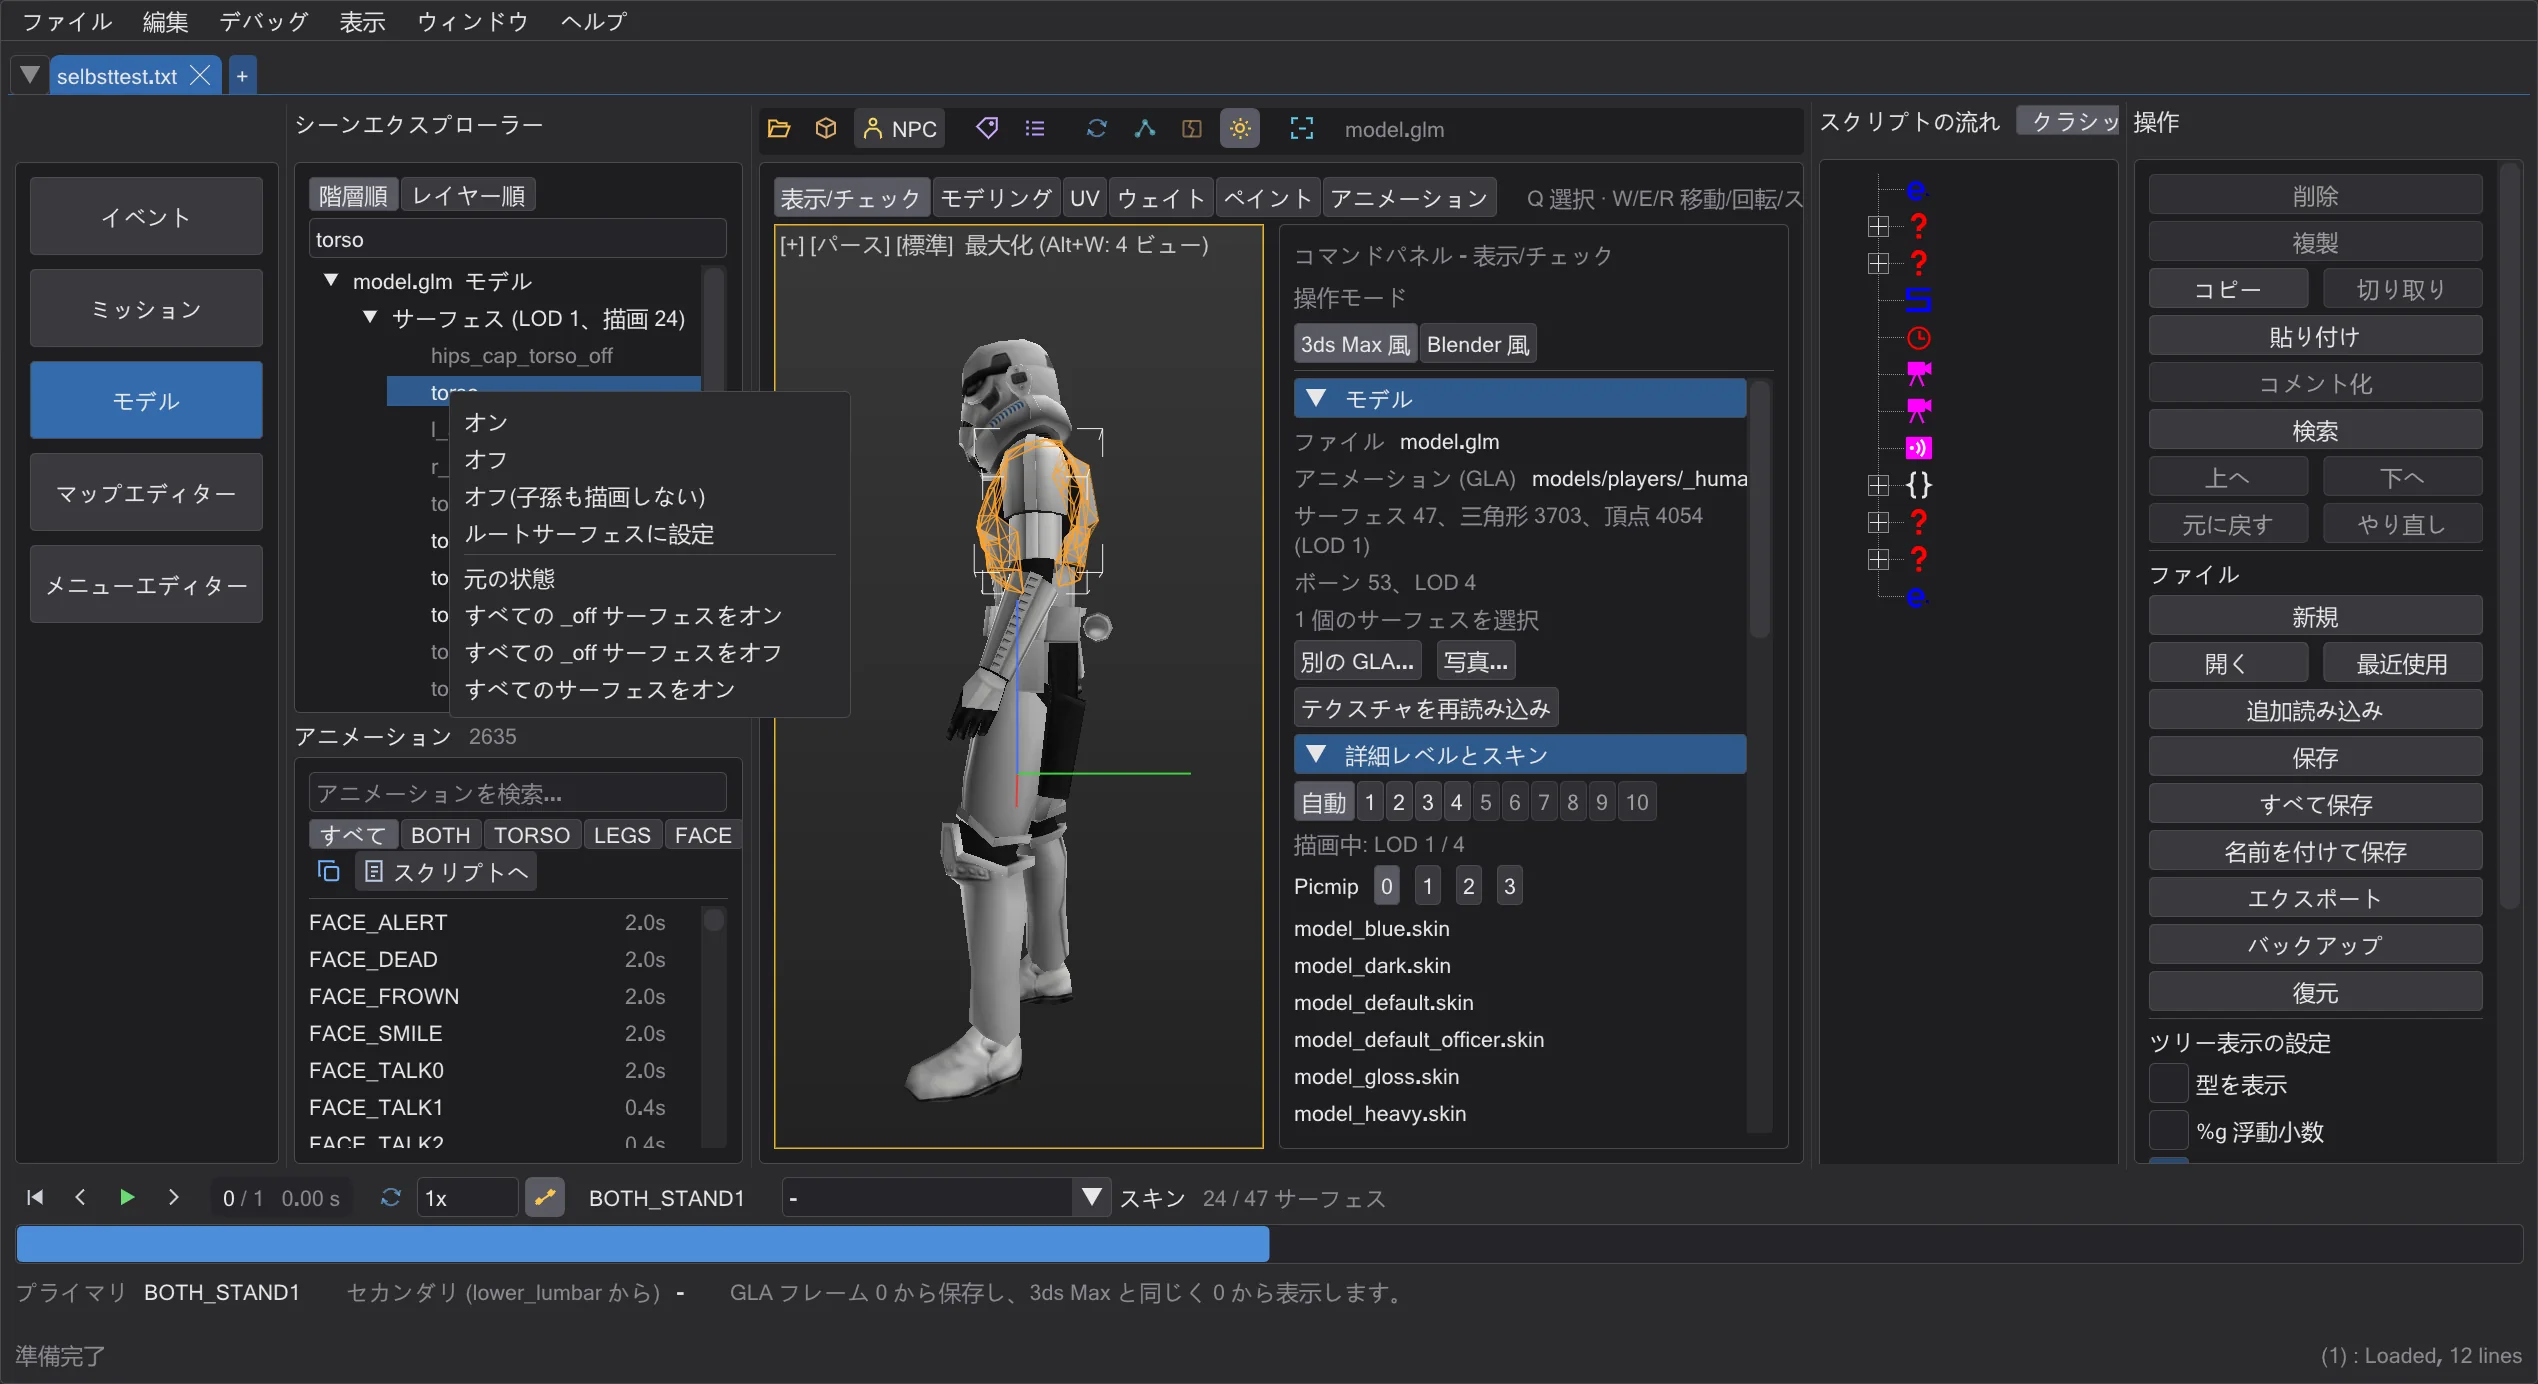 ファイル 編集 デバッグ 表示 ウィンドウ ヘルプ
selbsttest.txt
+
イベント
ミッション
モデル
マップエディター
メニューエディター
シーンエクスプローラー
階層順 レイヤー順
torso
model.glm モデル
サーフェス (LOD 1、描画 24)
hips_cap_torso_off
オン
オフ
オフ(子孫も描画しない)
ルートサーフェスに設定
元の状態
すべての _off サーフェスをオン
すべての _off サーフェスをオフ
すべてのサーフェスをオン
アニメーション 2635
アニメーションを検索...
すべて BOTH TORSO LEGS FACE
スクリプトへ
FACE_ALERT 2.0s
FACE_DEAD 2.0s
FACE_FROWN 2.0s
FACE_SMILE 2.0s
FACE_TALK0 2.0s
FACE_TALK1 0.4s
FACE_TALK2 0.4s
NPC
model.glm
表示/チェック モデリング UV ウェイト ペイント アニメーション Q 選択 · W/E/R 移動/回転/ス
[+] [パース] [標準] 最大化 (Alt+W: 4 ビュー)
コマンドパネル - 表示/チェック
操作モード
3ds Max 風 Blender 風
モデル
ファイル model.glm
アニメーション (GLA) models/players/_huma
サーフェス 47、三角形 3703、頂点 4054
(LOD 1)
ボーン 53、LOD 4
1 個のサーフェスを選択
別の GLA... 写真...
テクスチャを再読み込み
詳細レベルとスキン
自動 1 2 3 4 5 6 7 8 9 10
描画中: LOD 1 / 4
Picmip 0 1 2 3
model_blue.skin
model_dark.skin
model_default.skin
model_default_officer.skin
model_gloss.skin
model_heavy.skin
スクリプトの流れ クラシッ
操作
削除
複製
コピー 切り取り
貼り付け
コメント化
検索
上へ 下へ
元に戻す やり直し
ファイル
新規
開く 最近使用
追加読み込み
保存
すべて保存
名前を付けて保存
エクスポート
バックアップ
復元
ツリー表示の設定
型を表示
%g 浮動小数
0 / 1 0.00 s 1x BOTH_STAND1 - スキン 24 / 47 サーフェス
プライマリ BOTH_STAND1 セカンダリ (lower_lumbar から) - GLA フレーム 0 から保存し、3ds Max と同じく 0 から表示します。
準備完了
(1) : Loaded, 12 lines